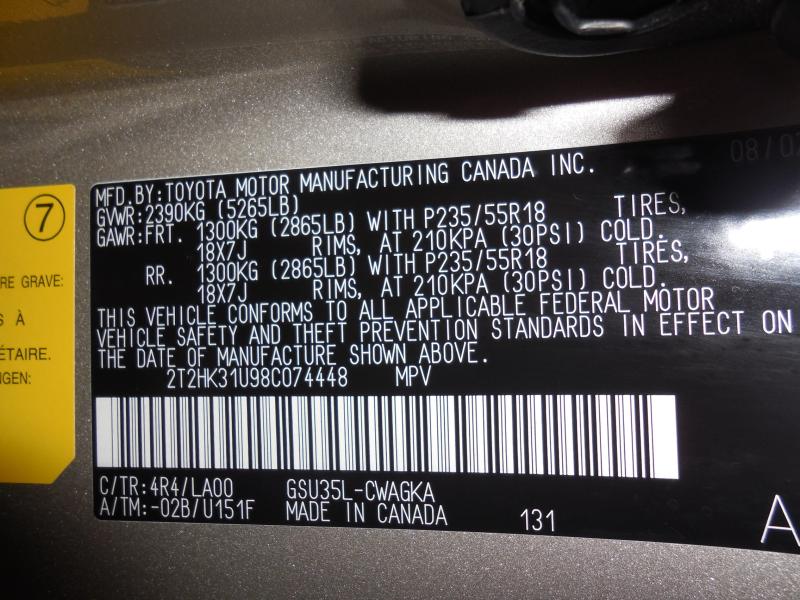 08/0
MFD.BY:TOYOTA MOTOR MANUFACTURING CANADA INC.
GVWR:2390KG (5265LB)
GAWR:FRT. 1300KG (2865LB) WITH P235/55R18 TIRES,
18X7J RIMS, AT 210KPA (30PSI) COLD.
RR. 1300KG (2865LB) WITH P235/55R18 TIRES,
18X7J RIMS, AT 210KPA (30PSI) COLD.
THIS VEHICLE CONFORMS TO ALL APPLICABLE FEDERAL MOTOR
VEHICLE SAFETY AND THEFT PREVENTION STANDARDS IN EFFECT ON
THE DATE OF MANUFACTURE SHOWN ABOVE.
2T2HK31U98C074448 MPV
C/TR:4R4/LA00 GSU35L-CWAGKA
A/TM:-02B/U151F MADE IN CANADA 131
A
7
RE GRAVE:
S À
ÉTAIRE.
NGEN: